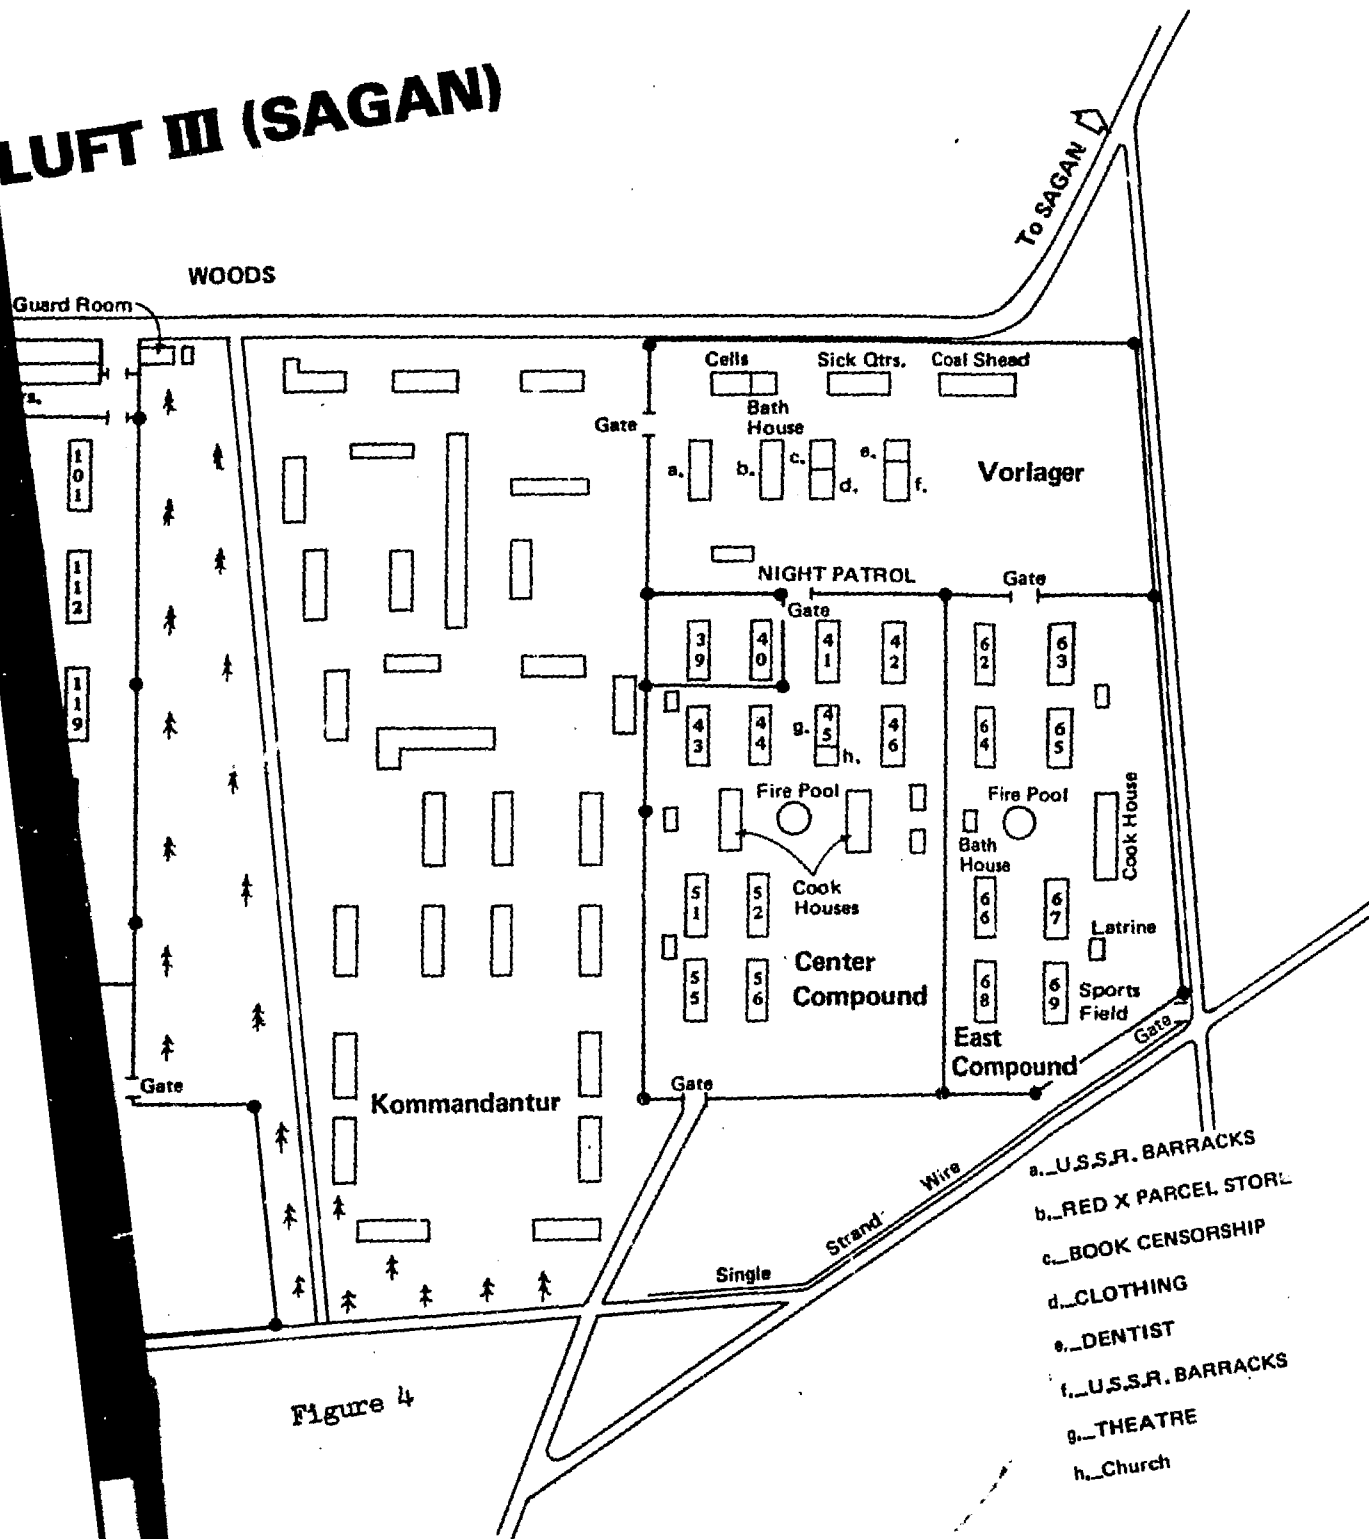 LUFT III (SAGAN)
To SAGAN
WOODS
Guard Room
rs.
Cells
Sick Qtrs.
Coal Shead
Bath
House
Gate
a.
b.
c.
d.
e.
f.
Vorlager
101
112
119
NIGHT PATROL
Gate
Gate
39
40
41
42
62
63
43
44
g.
45
h.
46
64
65
Fire Pool
Fire Pool
Cook House
Bath
House
Cook
Houses
51
52
66
67
Latrine
Center
Compound
55
56
68
69
Sports
Field
Gate
East
Compound
Gate
Kommandantur
Gate
Single
Strand
Wire
a._U.S.S.R. BARRACKS
b._RED X PARCEL STORE
c._BOOK CENSORSHIP
d._CLOTHING
e._DENTIST
f._U.S.S.R. BARRACKS
g._THEATRE
h._Church
Figure 4